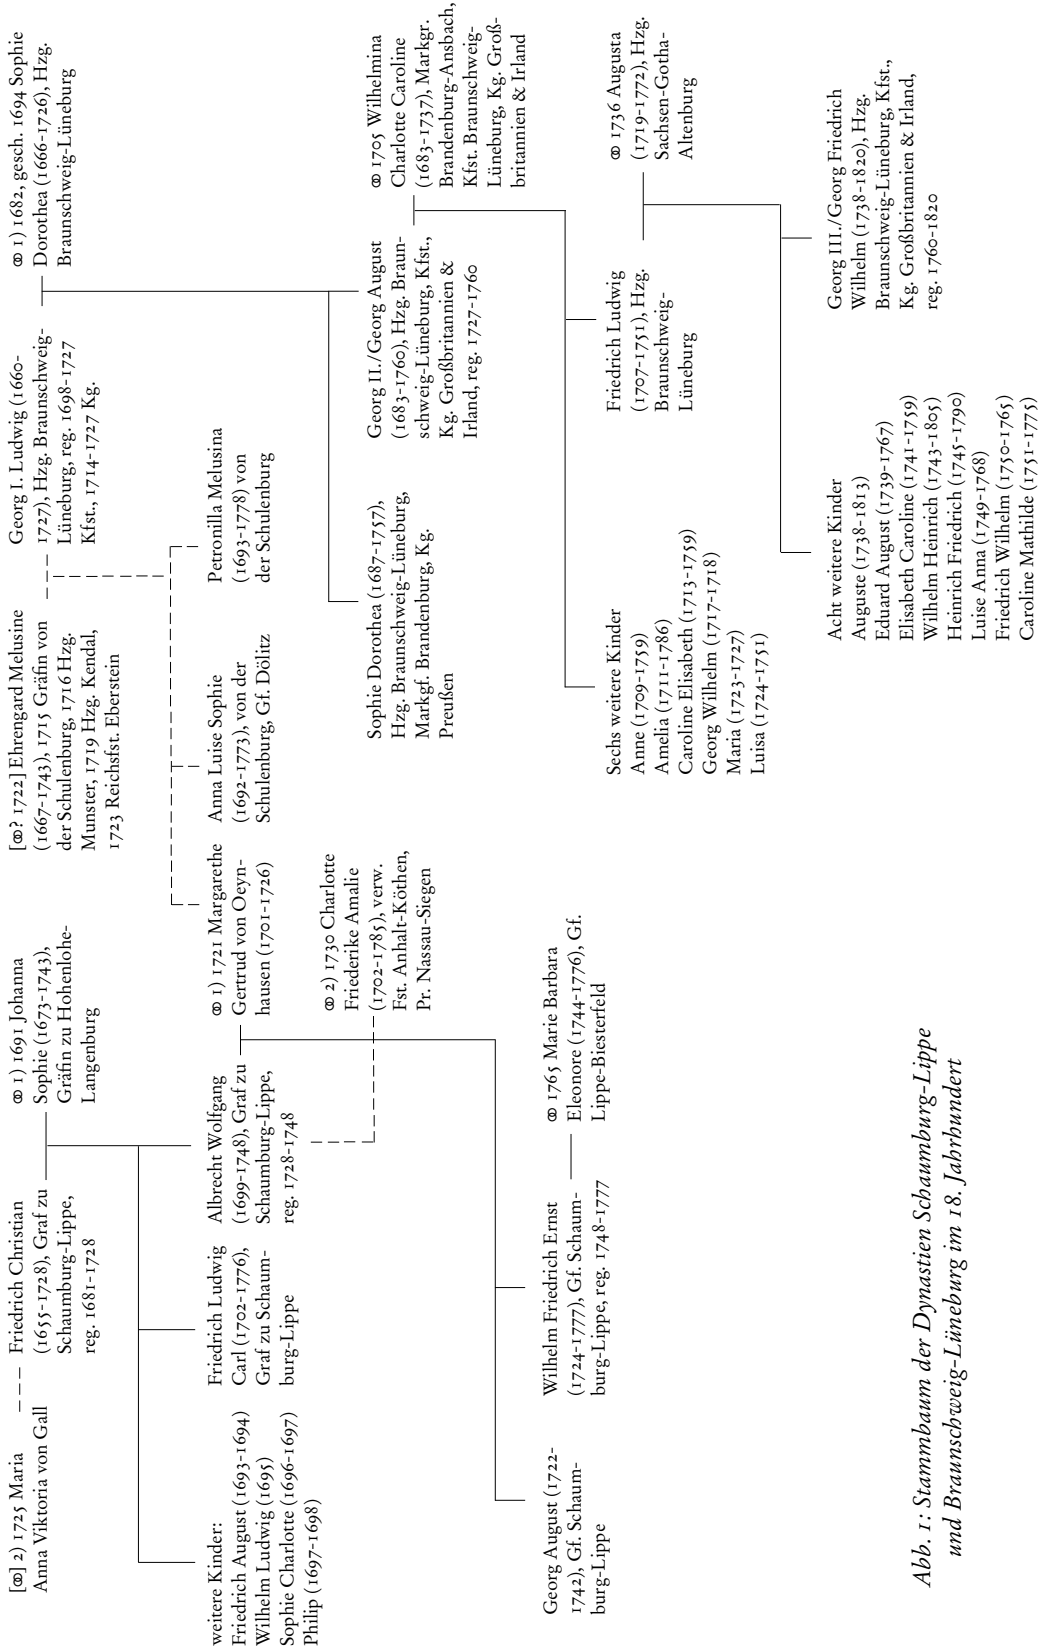 [⚭] 2) 1725 Maria
Anna Viktoria von Gall
Friedrich Christian
(1655-1728), Graf zu
Schaumburg-Lippe,
reg. 1681-1728
⚭ 1) 1691 Johanna
Sophie (1673-1743),
Gräfin zu Hohenlohe-
Langenburg
[⚭? 1722] Ehrengard Melusine
(1667-1743), 1715 Gräfin von
der Schulenburg, 1716 Hzg.
Munster, 1719 Hzg. Kendal,
1723 Reichsfst. Eberstein
Georg I. Ludwig (1660-
1727), Hzg. Braunschweig-
Lüneburg, reg. 1698-1727
Kfst., 1714-1727 Kg.
⚭ 1) 1682, gesch. 1694 Sophie
Dorothea (1666-1726), Hzg.
Braunschweig-Lüneburg
weitere Kinder:
Friedrich August (1693-1694)
Wilhelm Ludwig (1695)
Sophie Charlotte (1696-1697)
Philip (1697-1698)
Friedrich Ludwig
Carl (1702-1776),
Graf zu Schaum-
burg-Lippe
Albrecht Wolfgang
(1699-1748), Graf zu
Schaumburg-Lippe,
reg. 1728-1748
⚭ 1) 1721 Margarethe
Gertrud von Oeyn-
hausen (1701-1726)
Anna Luise Sophie
(1692-1773), von der
Schulenburg, Gf. Dölitz
Petronilla Melusina
(1693-1778) von
der Schulenburg
⚭ 2) 1730 Charlotte
Friederike Amalie
(1702-1785), verw.
Fst. Anhalt-Köthen,
Pr. Nassau-Siegen
Sophie Dorothea (1687-1757),
Hzg. Braunschweig-Lüneburg,
Markgf. Brandenburg, Kg.
Preußen
Georg II./Georg August
(1683-1760), Hzg. Braun-
schweig-Lüneburg, Kfst.,
Kg. Großbritannien &
Irland, reg. 1727-1760
⚭ 1705 Wilhelmina
Charlotte Caroline
(1683-1737), Markgr.
Brandenburg-Ansbach,
Kfst. Braunschweig-
Lüneburg, Kg. Groß-
britannien & Irland
Georg August (1722-
1742), Gf. Schaum-
burg-Lippe
Wilhelm Friedrich Ernst
(1724-1777), Gf. Schaum-
burg-Lippe, reg. 1748-1777
⚭ 1765 Marie Barbara
Eleonore (1744-1776), Gf.
Lippe-Biesterfeld
Sechs weitere Kinder
Anne (1709-1759)
Amelia (1711-1786)
Caroline Elisabeth (1713-1759)
Georg Wilhelm (1717-1718)
Maria (1723-1727)
Luisa (1724-1751)
Friedrich Ludwig
(1707-1751), Hzg.
Braunschweig-
Lüneburg
⚭ 1736 Augusta
(1719-1772), Hzg.
Sachsen-Gotha-
Altenburg
Acht weitere Kinder
Auguste (1738-1813)
Eduard August (1739-1767)
Elisabeth Caroline (1741-1759)
Wilhelm Heinrich (1743-1805)
Heinrich Friedrich (1745-1790)
Luise Anna (1749-1768)
Friedrich Wilhelm (1750-1765)
Caroline Mathilde (1751-1775)
Georg III./Georg Friedrich
Wilhelm (1738-1820), Hzg.
Braunschweig-Lüneburg, Kfst.,
Kg. Großbritannien & Irland,
reg. 1760-1820
Abb. 1: Stammbaum der Dynastien Schaumburg-Lippe
und Braunschweig-Lüneburg im 18. Jahrhundert